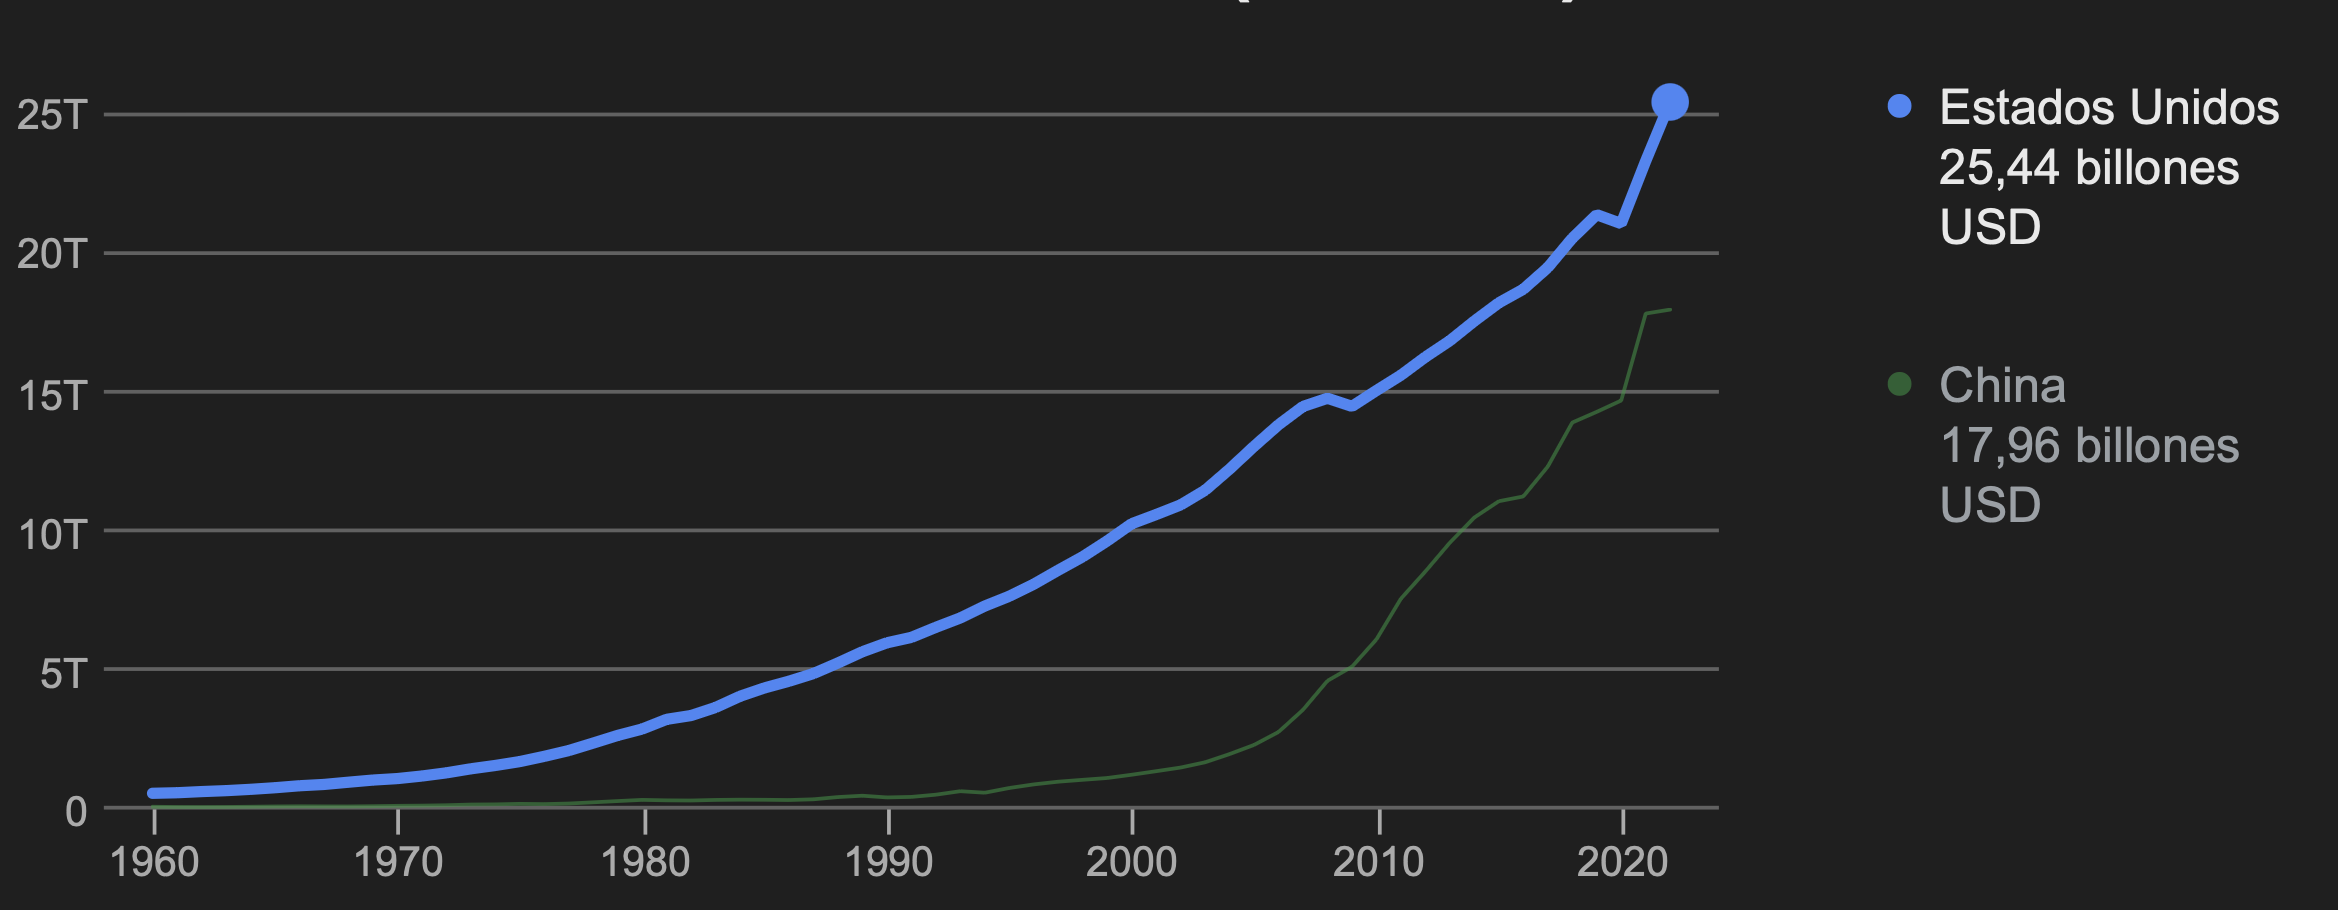 25T
20T
15T
10T
5T
0
1960 1970 1980 1990 2000 2010 2020
Estados Unidos
25,44 billones
USD
China
17,96 billones
USD